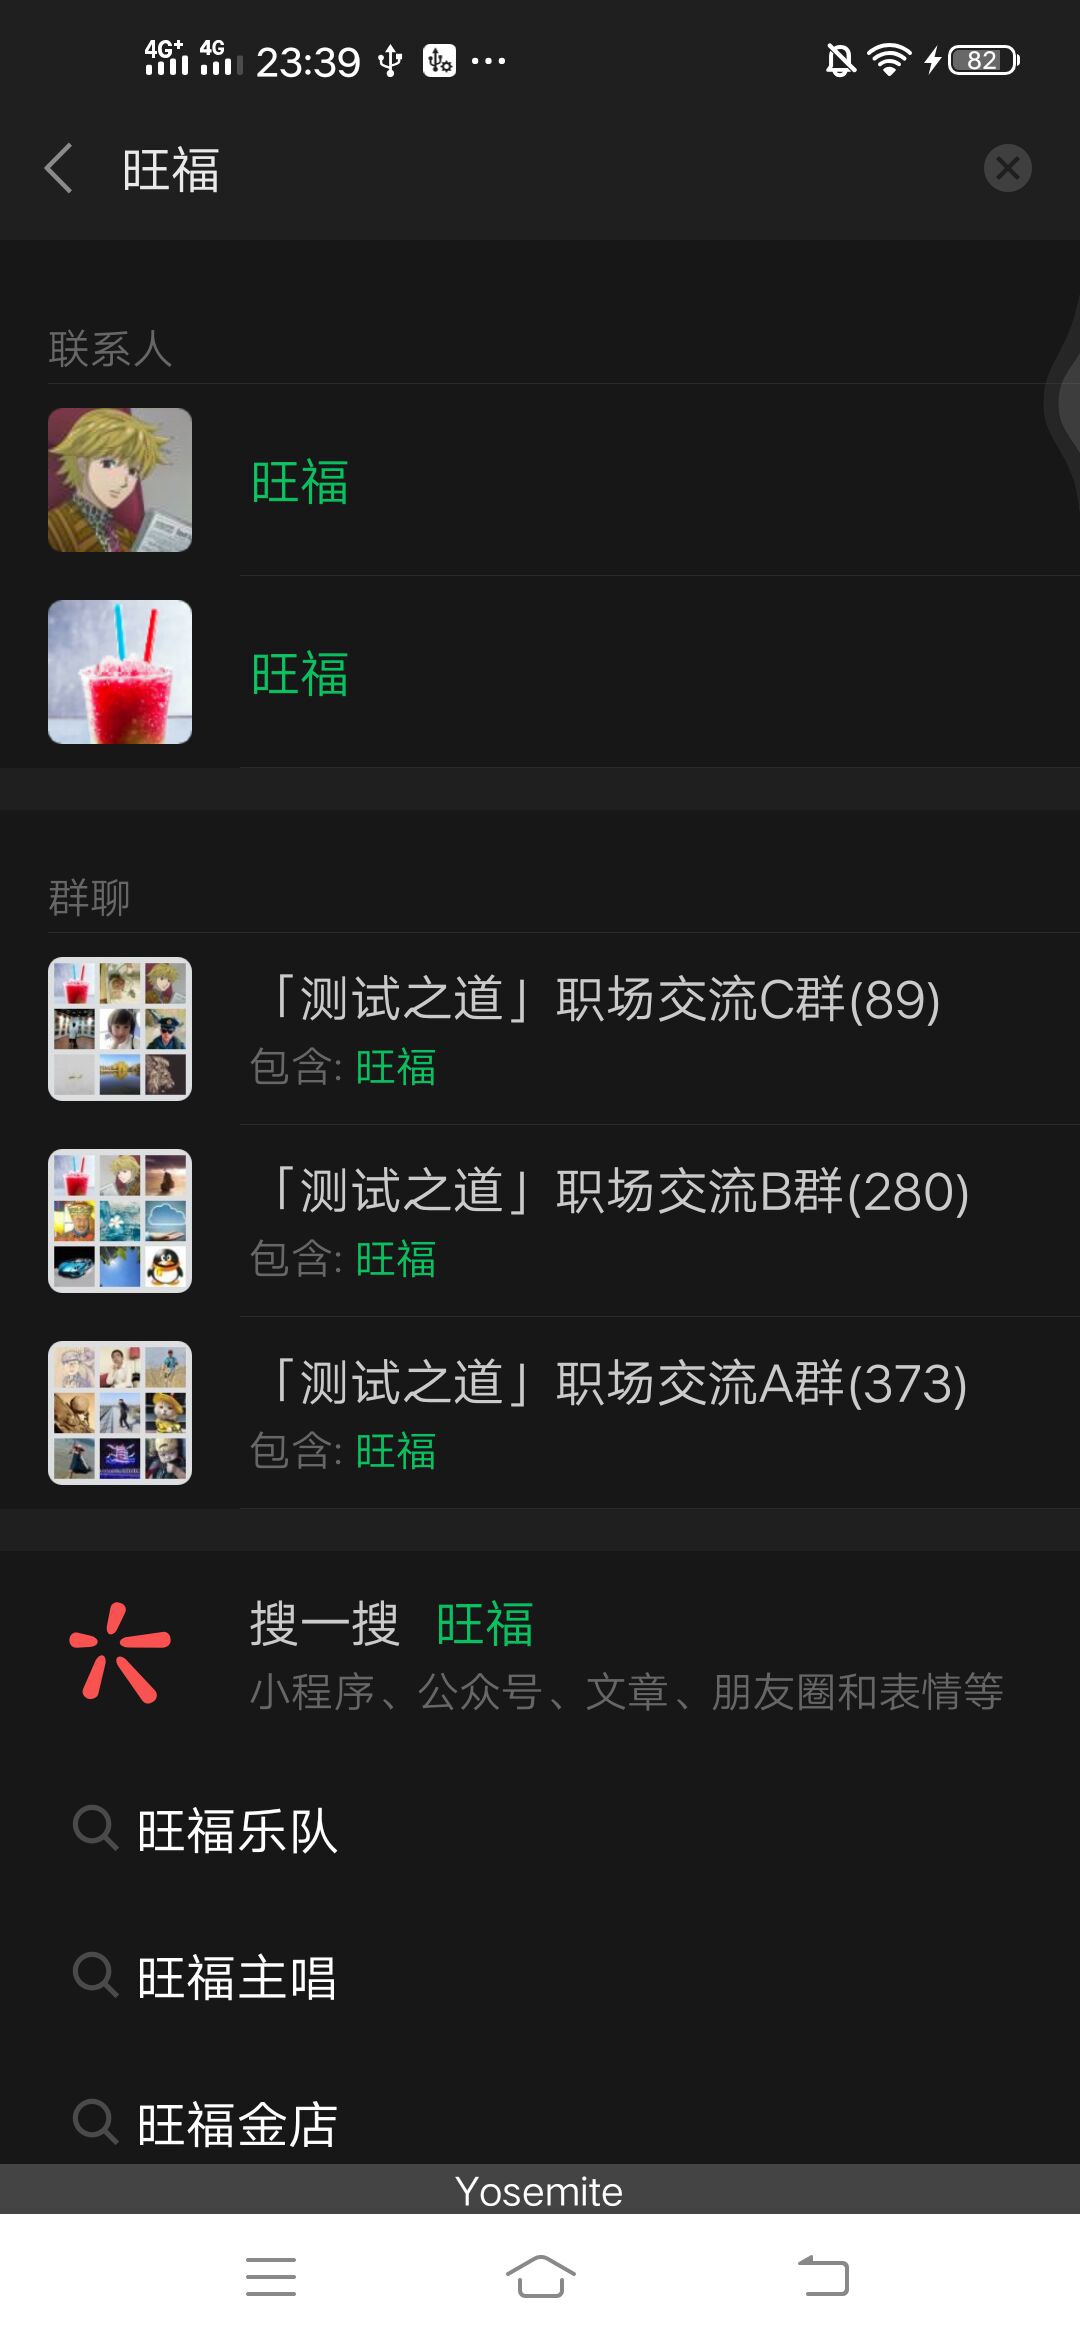 4G+ 4G 23:39 82
旺福
联系人
旺福
旺福
群聊
「测试之道」职场交流C群(89)
包含: 旺福
「测试之道」职场交流B群(280)
包含: 旺福
「测试之道」职场交流A群(373)
包含: 旺福
搜一搜 旺福
小程序、公众号、文章、朋友圈和表情等
旺福乐队
旺福主唱
旺福金店
Yosemite